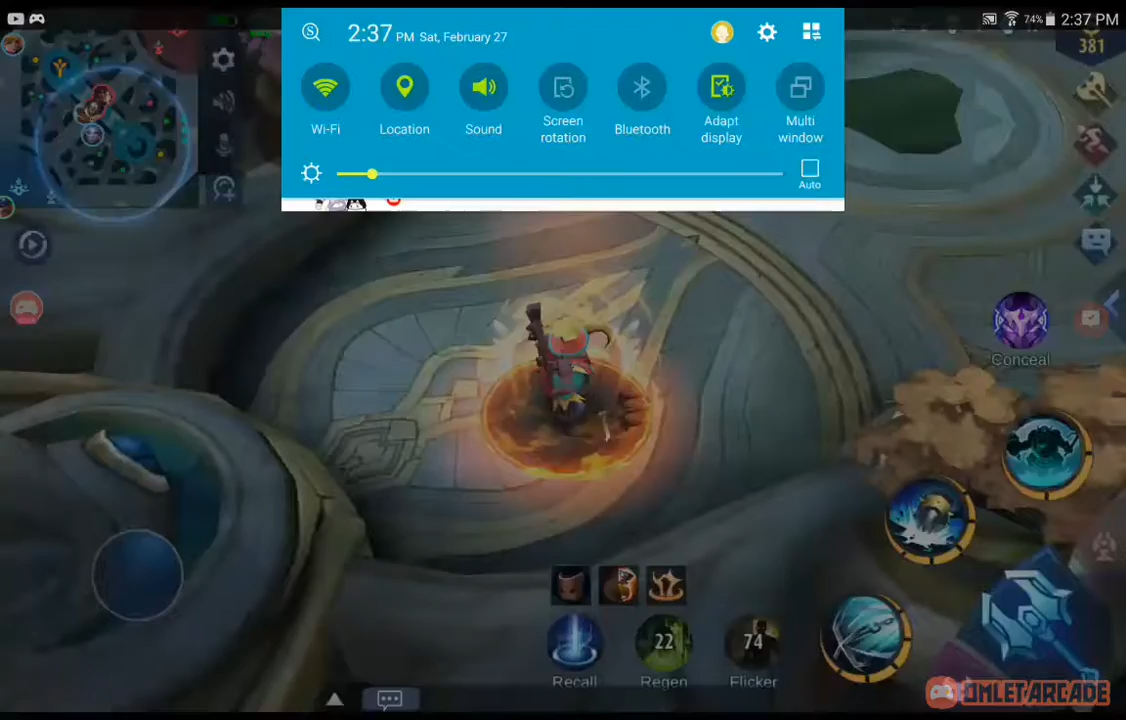 74% 2:37 PM
2:37 PM Sat, February 27
381
Wi-Fi
Location
Sound
Screen
rotation
Bluetooth
Adapt
display
Multi
window
Auto
Conceal
22
74
Recall
Regen
Flicker
OMLET ARCADE